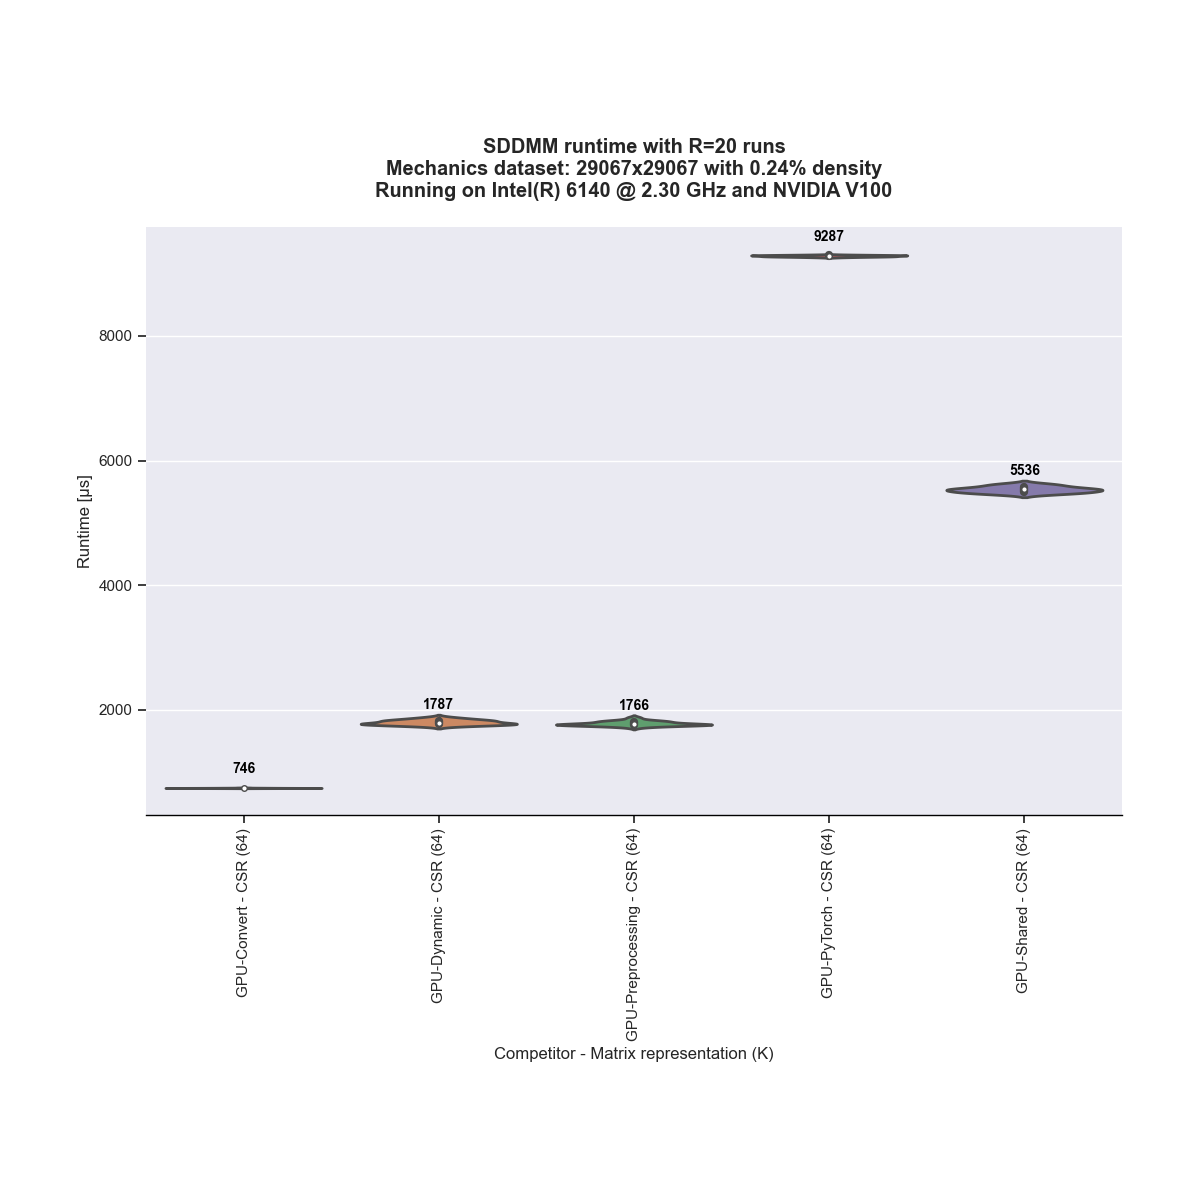 SDDMM runtime with R=20 runs
Mechanics dataset: 29067x29067 with 0.24% density
Running on Intel(R) 6140 @ 2.30 GHz and NVIDIA V100
9287
8000
6000
5536
Runtime [µs]
4000
2000
1787
1766
746
GPU-Convert - CSR (64)
GPU-Dynamic - CSR (64)
GPU-Preprocessing - CSR (64)
GPU-PyTorch - CSR (64)
GPU-Shared - CSR (64)
Competitor - Matrix representation (K)